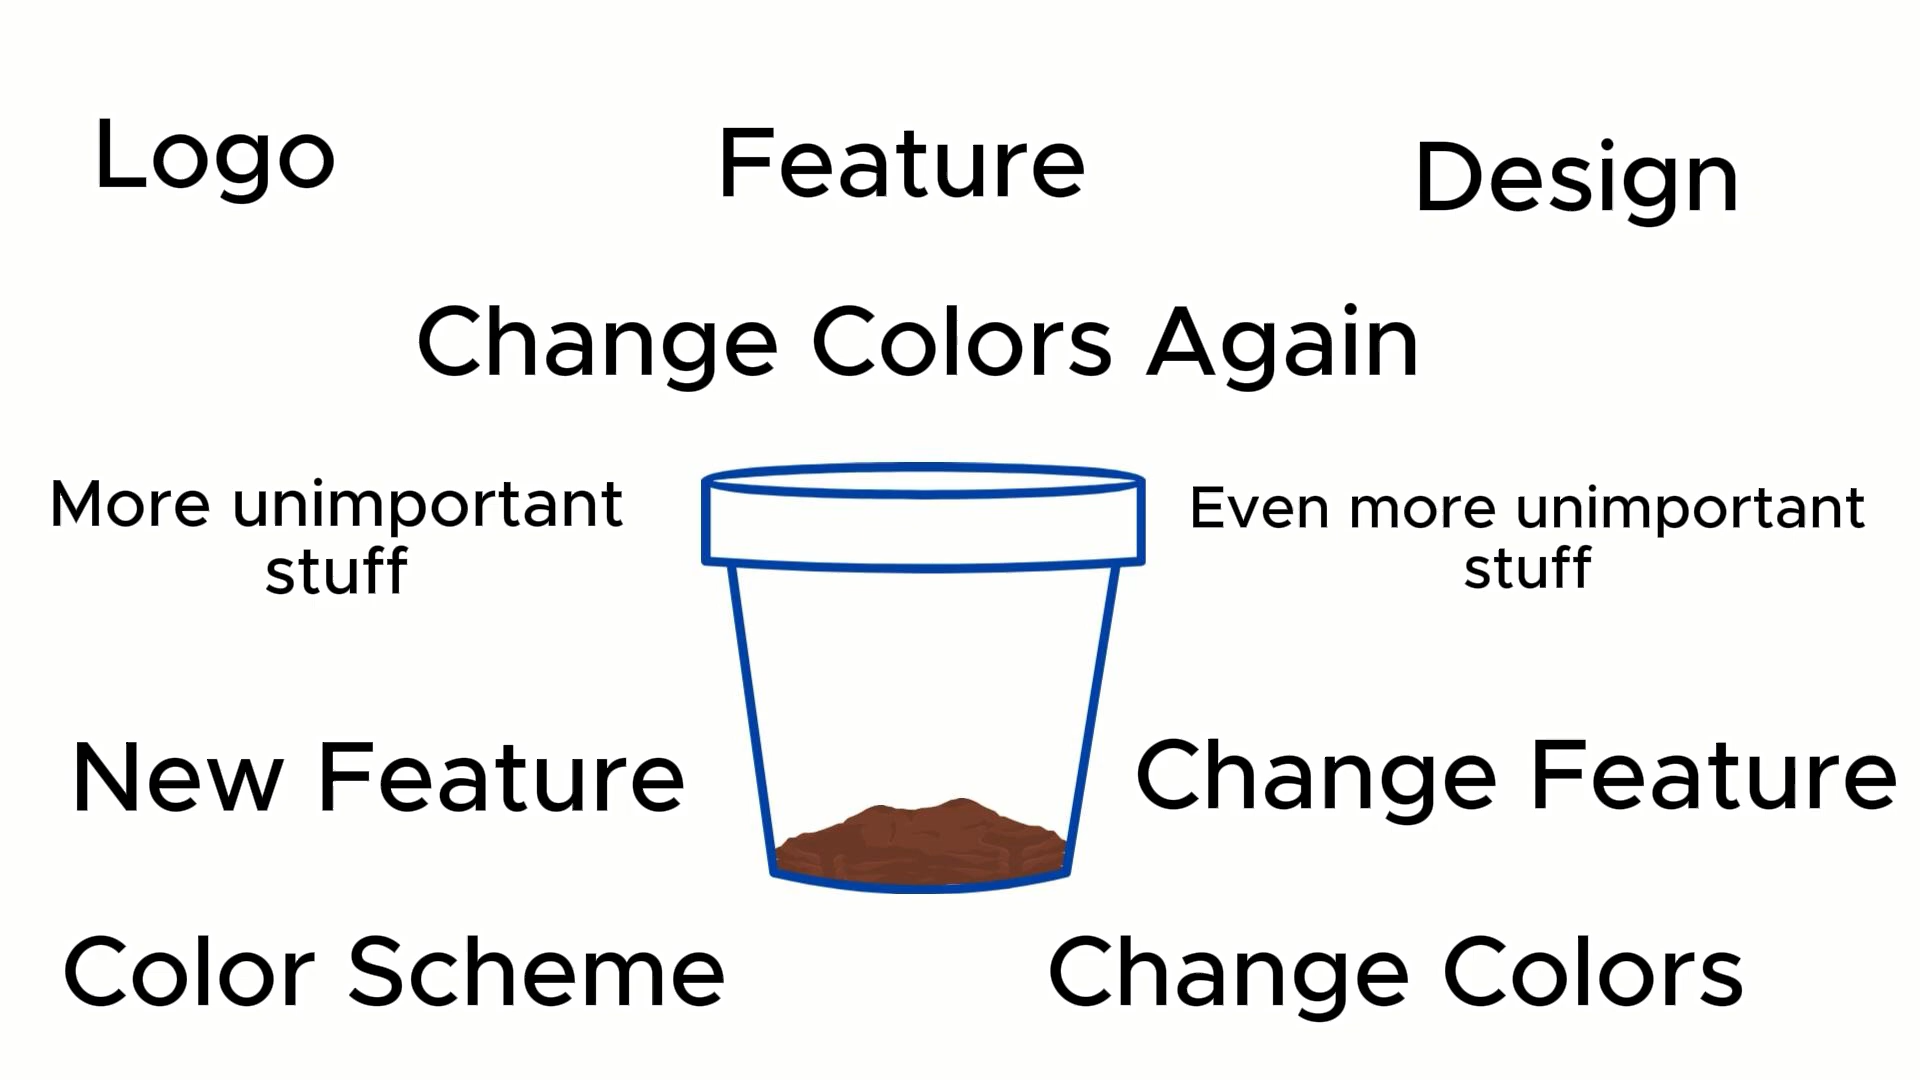 Logo
Feature
Design
Change Colors Again
More unimportant
stuff
Even more unimportant
stuff
New Feature
Change Feature
Color Scheme
Change Colors